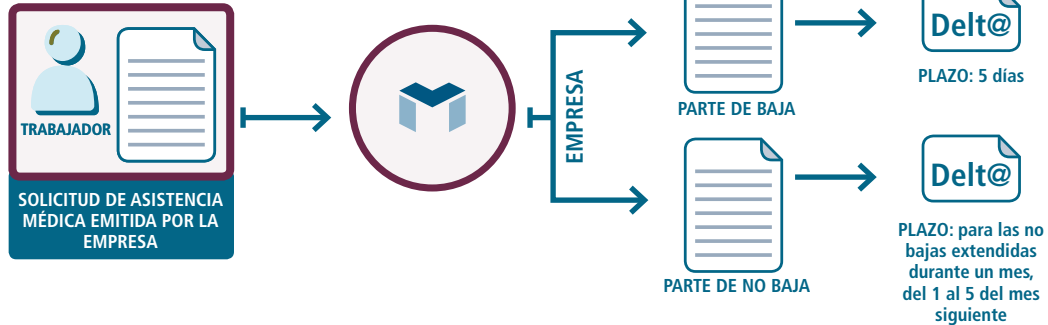 TRABAJADOR
SOLICITUD DE ASISTENCIA
MÉDICA EMITIDA POR LA
EMPRESA
EMPRESA
PARTE DE BAJA
Delt@
PLAZO: 5 días
PARTE DE NO BAJA
Delt@
PLAZO: para las no
bajas extendidas
durante un mes,
del 1 al 5 del mes
siguiente